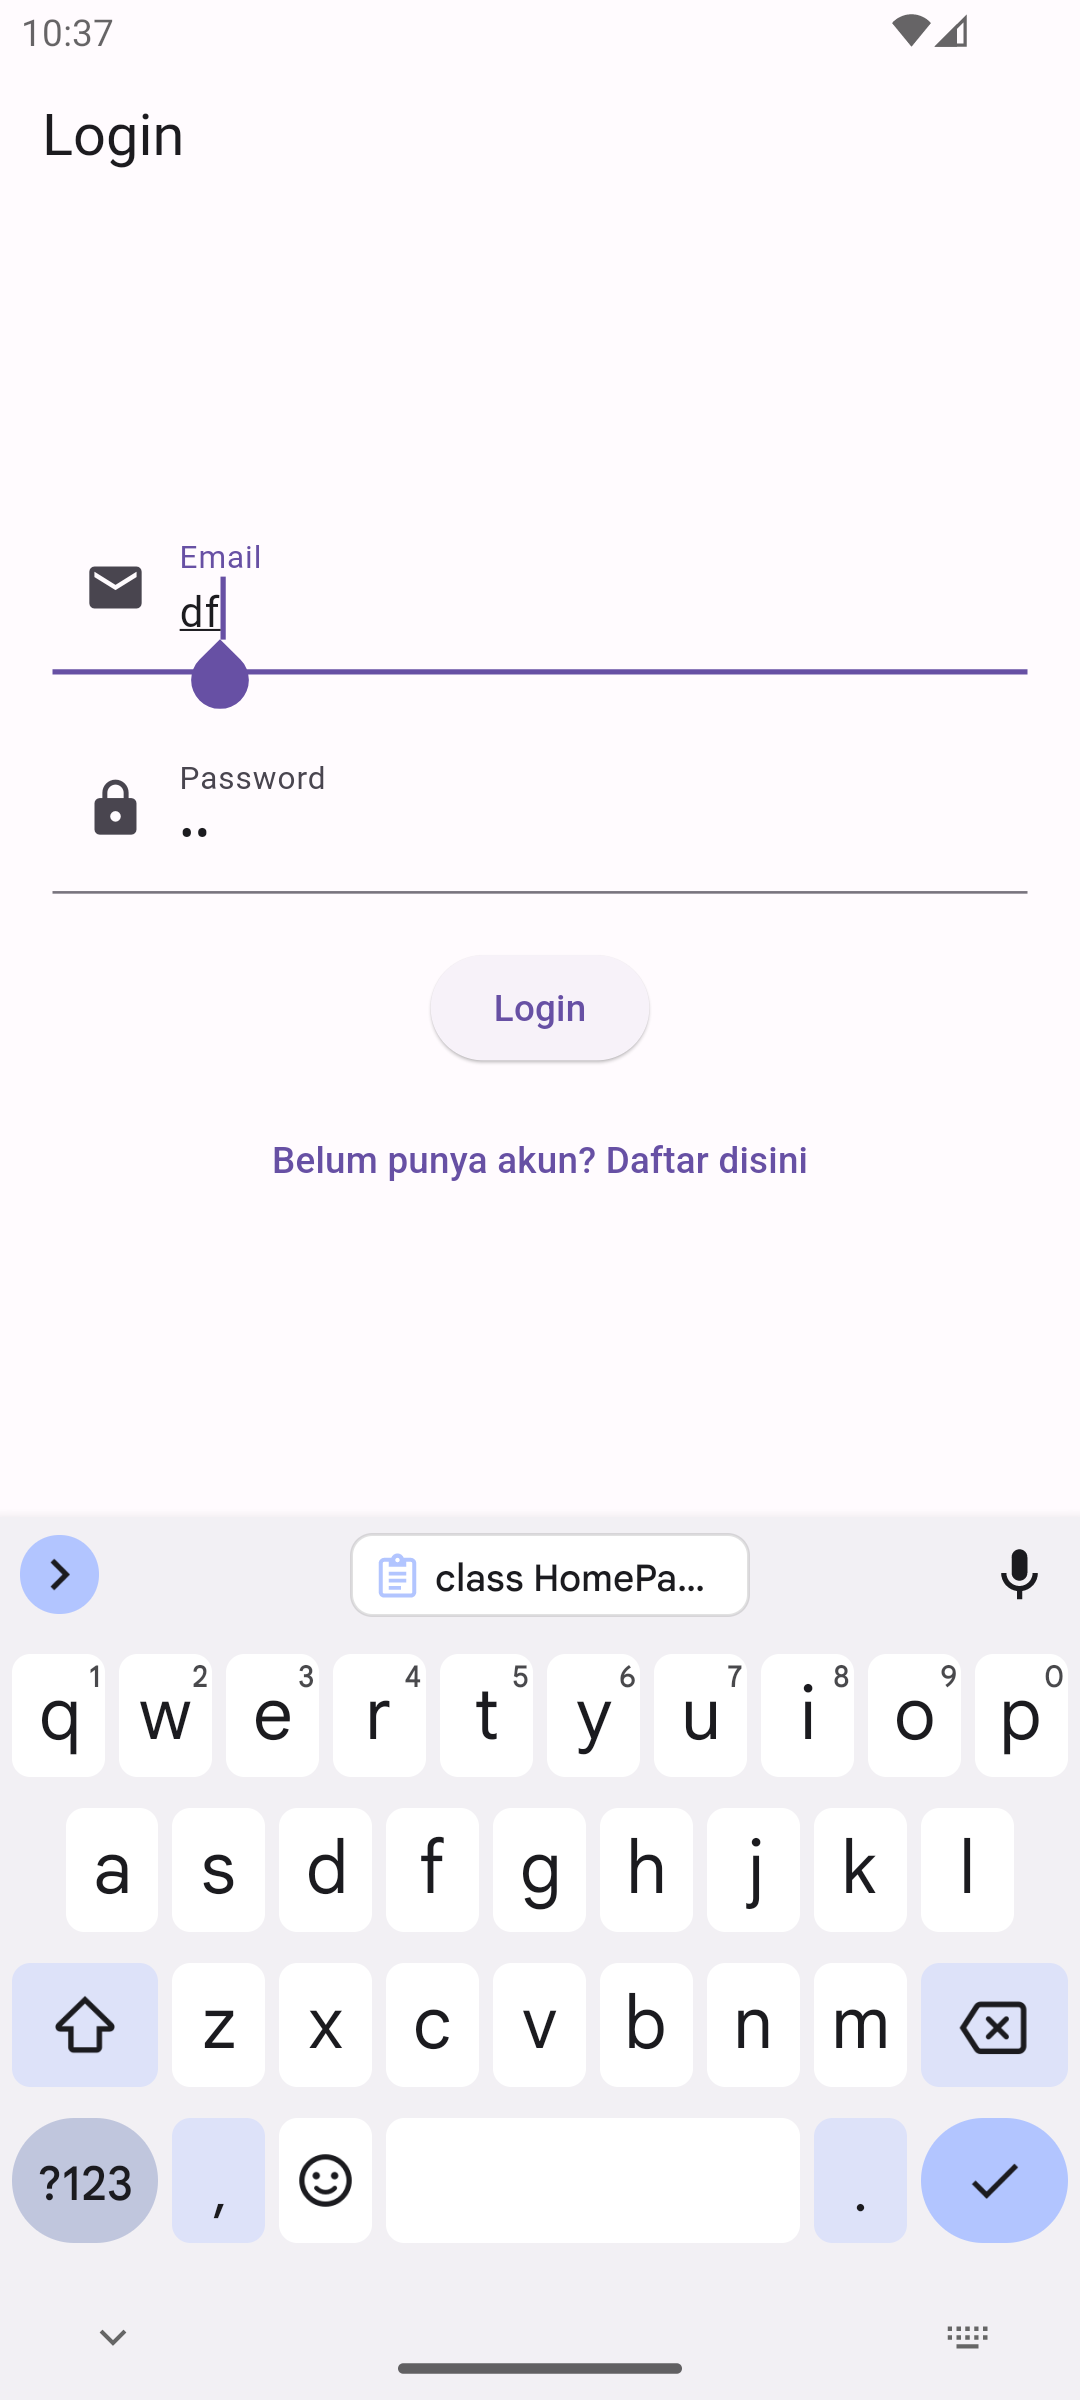 10:37
Login
Email
df
Password
••
Login
Belum punya akun? Daftar disini
class HomePa...
q 1 w 2 e 3 r 4 t 5 y 6 u 7 i 8 o 9 p 0
a s d f g h j k l
z x c v b n m
?123 , .